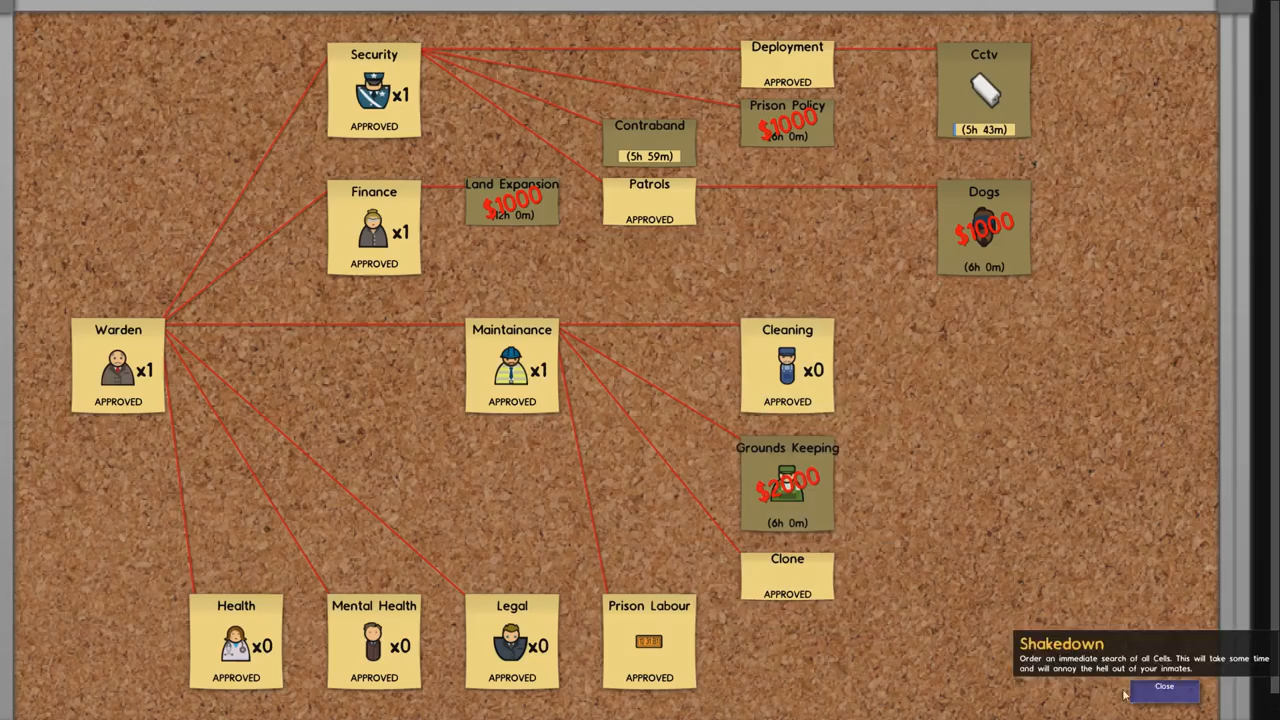 Security
x1
APPROVED
Deployment
APPROVED
Cctv
(5h 43m)
Prison Policy
$1000
(6h 0m)
Contraband
(5h 59m)
Finance
x1
APPROVED
Land Expansion
$1000
(12h 0m)
Patrols
APPROVED
Dogs
$1000
(6h 0m)
Warden
x1
APPROVED
Maintainance
x1
APPROVED
Cleaning
x0
APPROVED
Grounds Keeping
$2000
(6h 0m)
Clone
APPROVED
Health
x0
APPROVED
Mental Health
x0
APPROVED
Legal
x0
APPROVED
Prison Labour
APPROVED
Shakedown
Order an immediate search of all Cells. This will take some time
and will annoy the hell out of your inmates.
Close